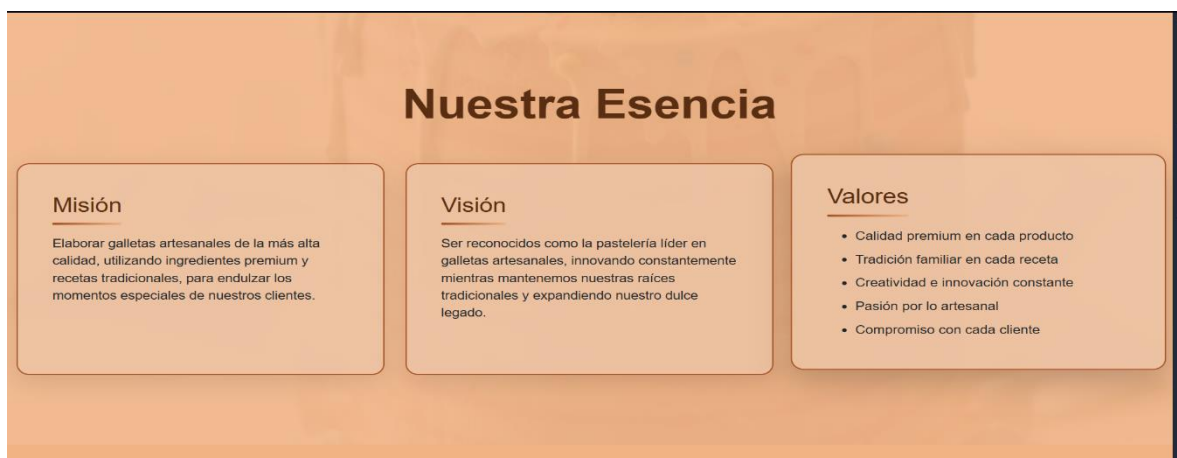 Nuestra Esencia
Misión
Elaborar galletas artesanales de la más alta
calidad, utilizando ingredientes premium y
recetas tradicionales, para endulzar los
momentos especiales de nuestros clientes.
Visión
Ser reconocidos como la pastelería líder en
galletas artesanales, innovando constantemente
mientras mantenemos nuestras raíces
tradicionales y expandiendo nuestro dulce
legado.
Valores
• Calidad premium en cada producto
• Tradición familiar en cada receta
• Creatividad e innovación constante
• Pasión por lo artesanal
• Compromiso con cada cliente